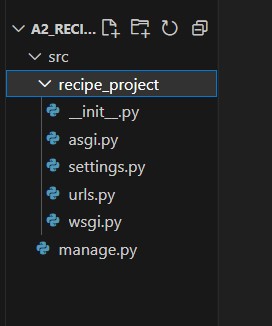 A2_RECI...
src
recipe_project
__init__.py
asgi.py
settings.py
urls.py
wsgi.py
manage.py